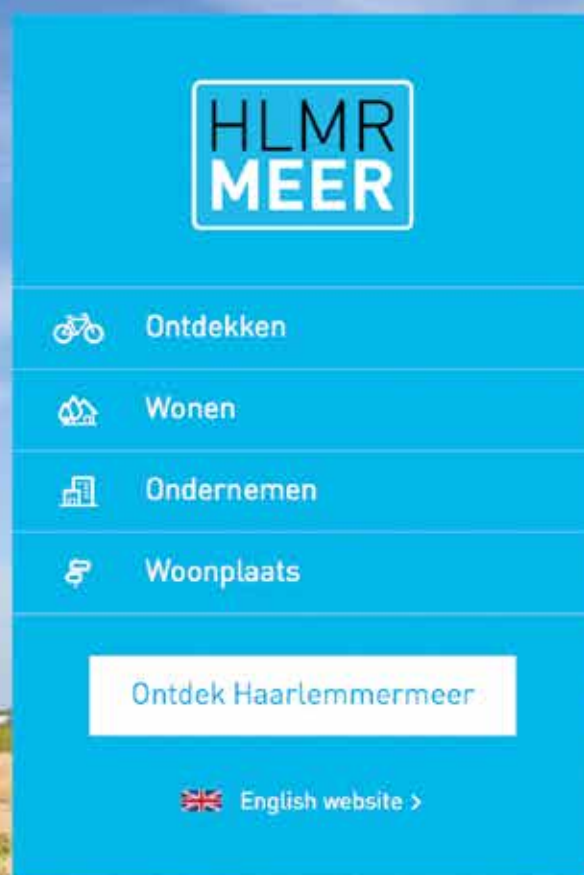 HLMR
MEER
Ontdekken
Wonen
Ondernemen
Woonplaats
Ontdek Haarlemmermeer
English website >